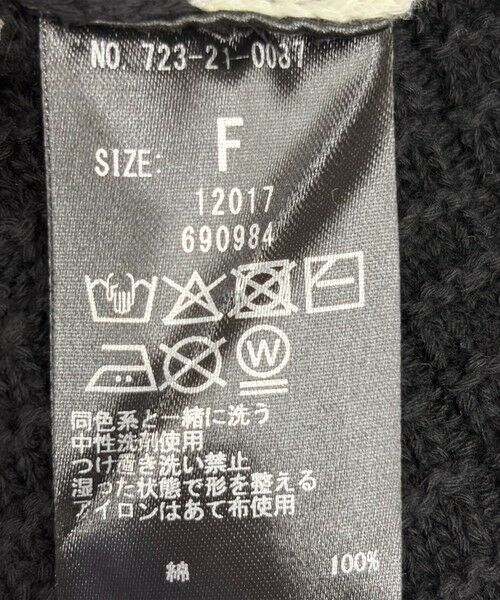 NO. 723-21-0037
SIZE: F
12017
690984
W
同色系と一緒に洗う
中性洗剤使用
つけ置き洗い禁止
湿った状態で形を整える
アイロンはあて布使用
綿 100%